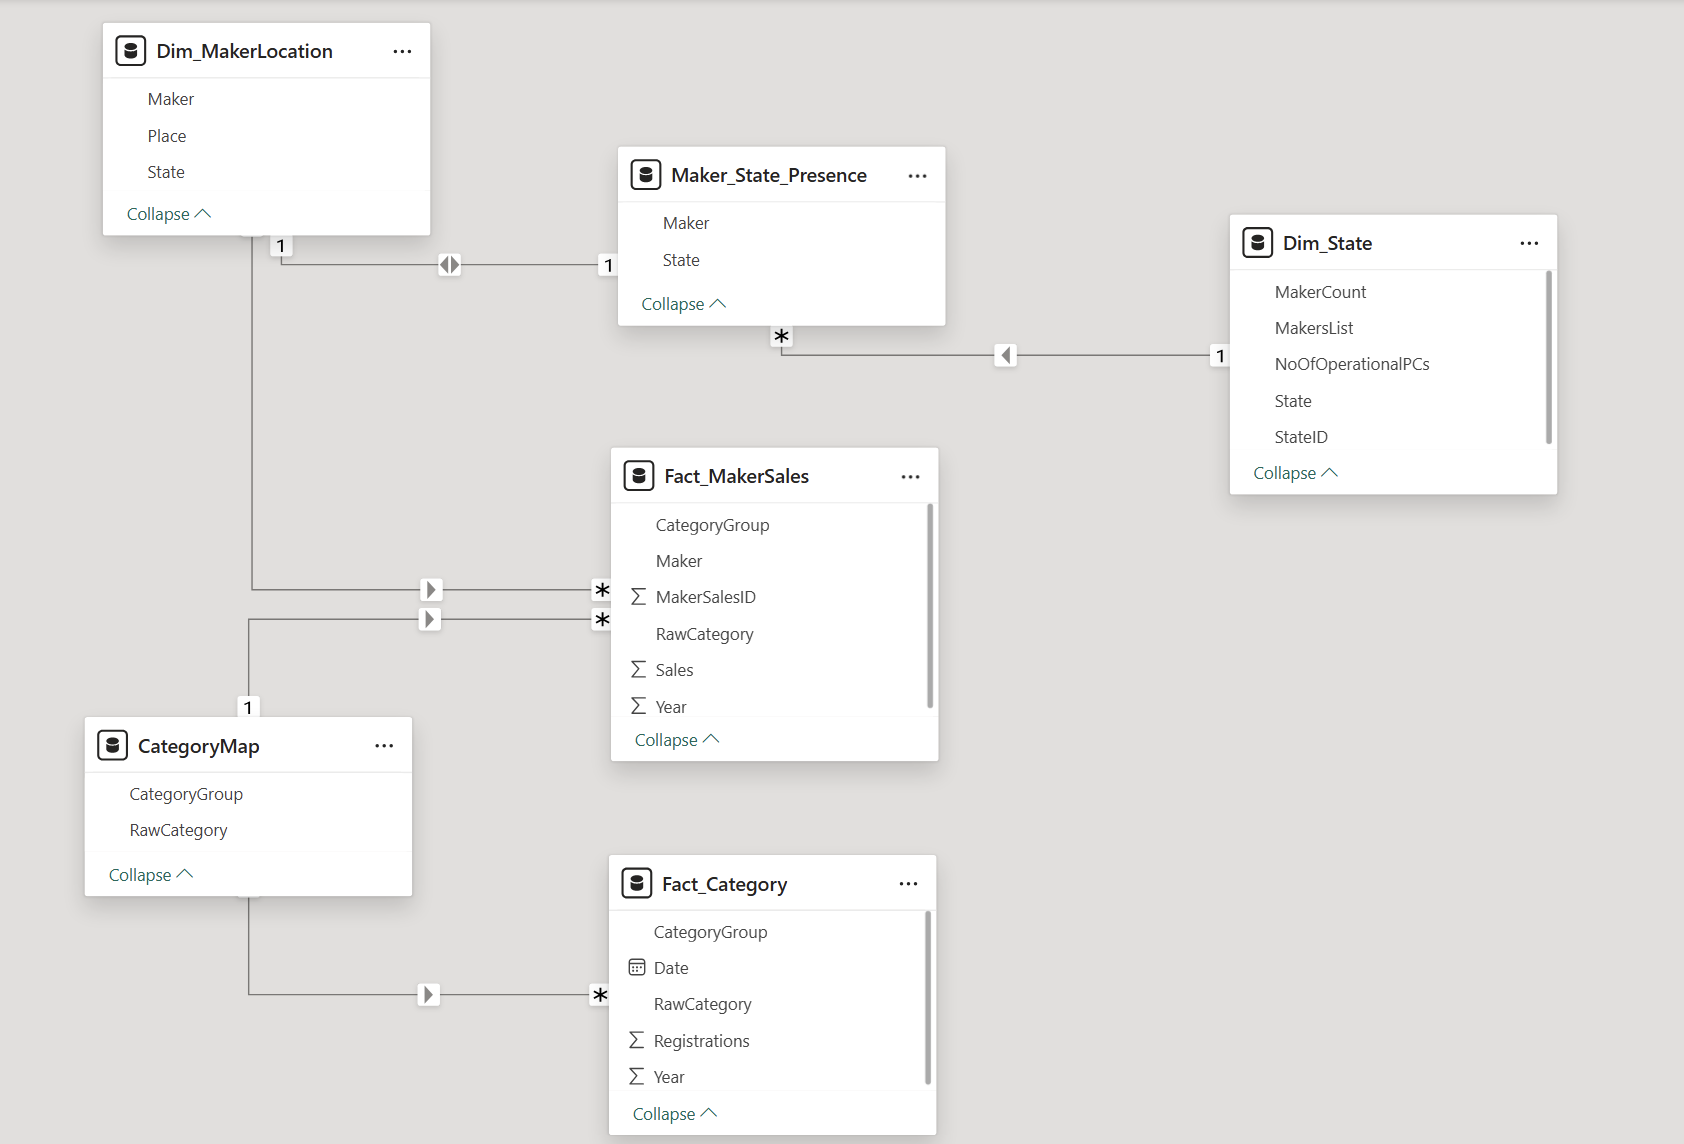 Dim_MakerLocation
Maker
Place
State
Collapse
1
1
Maker_State_Presence
Maker
State
Collapse
*
1
Dim_State
MakerCount
MakersList
NoOfOperationalPCs
State
StateID
Collapse
Fact_MakerSales
CategoryGroup
Maker
MakerSalesID
RawCategory
Sales
Year
Collapse
*
*
1
CategoryMap
CategoryGroup
RawCategory
Collapse
*
Fact_Category
CategoryGroup
Date
RawCategory
Registrations
Year
Collapse